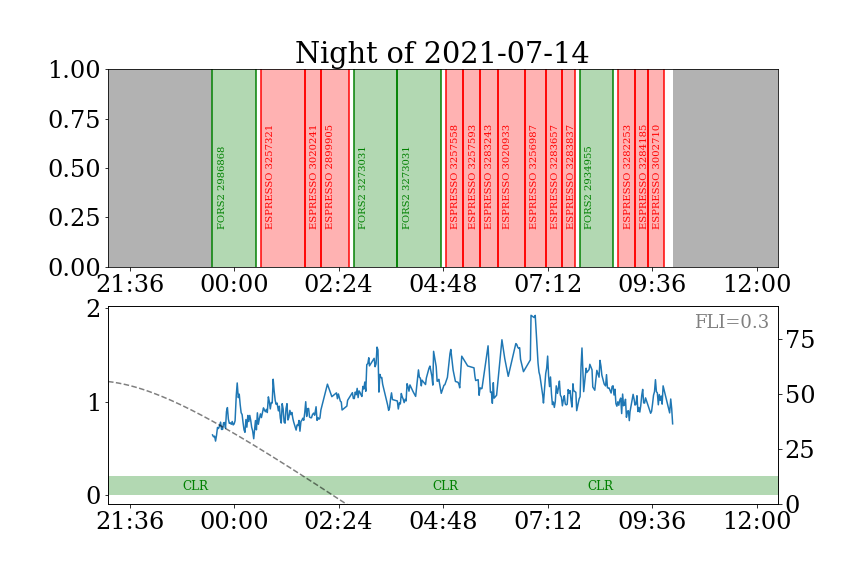 Night of 2021-07-14
1.00
0.75
0.50
0.25
0.00
FORS2 2986868
ESPRESSO 3257321
ESPRESSO 3020241
ESPRESSO 2899905
FORS2 3273031
FORS2 3273031
ESPRESSO 3257558
ESPRESSO 3257593
ESPRESSO 3283243
ESPRESSO 3020933
ESPRESSO 3256987
ESPRESSO 3283657
ESPRESSO 3283837
FORS2 2934955
ESPRESSO 3282253
ESPRESSO 3284185
ESPRESSO 3002710
21:36 00:00 02:24 04:48 07:12 09:36 12:00
FLI=0.3
2
1
0
75
50
25
0
CLR CLR CLR
21:36 00:00 02:24 04:48 07:12 09:36 12:00